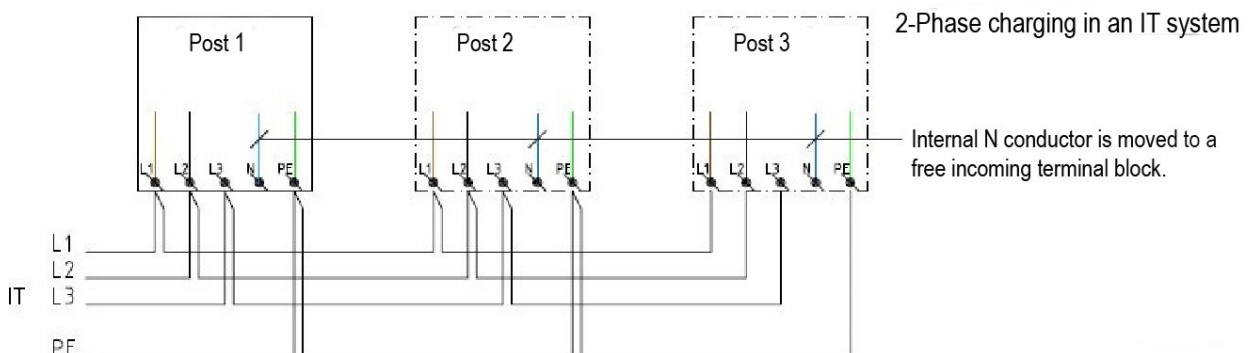 2-Phase charging in an IT system
Post 1 Post 2 Post 3
Internal N conductor is moved to a
free incoming terminal block.
L1 L2 L3 N PE L1 L2 L3 N PE L1 L2 L3 N PE
L1
L2
IT L3
PE